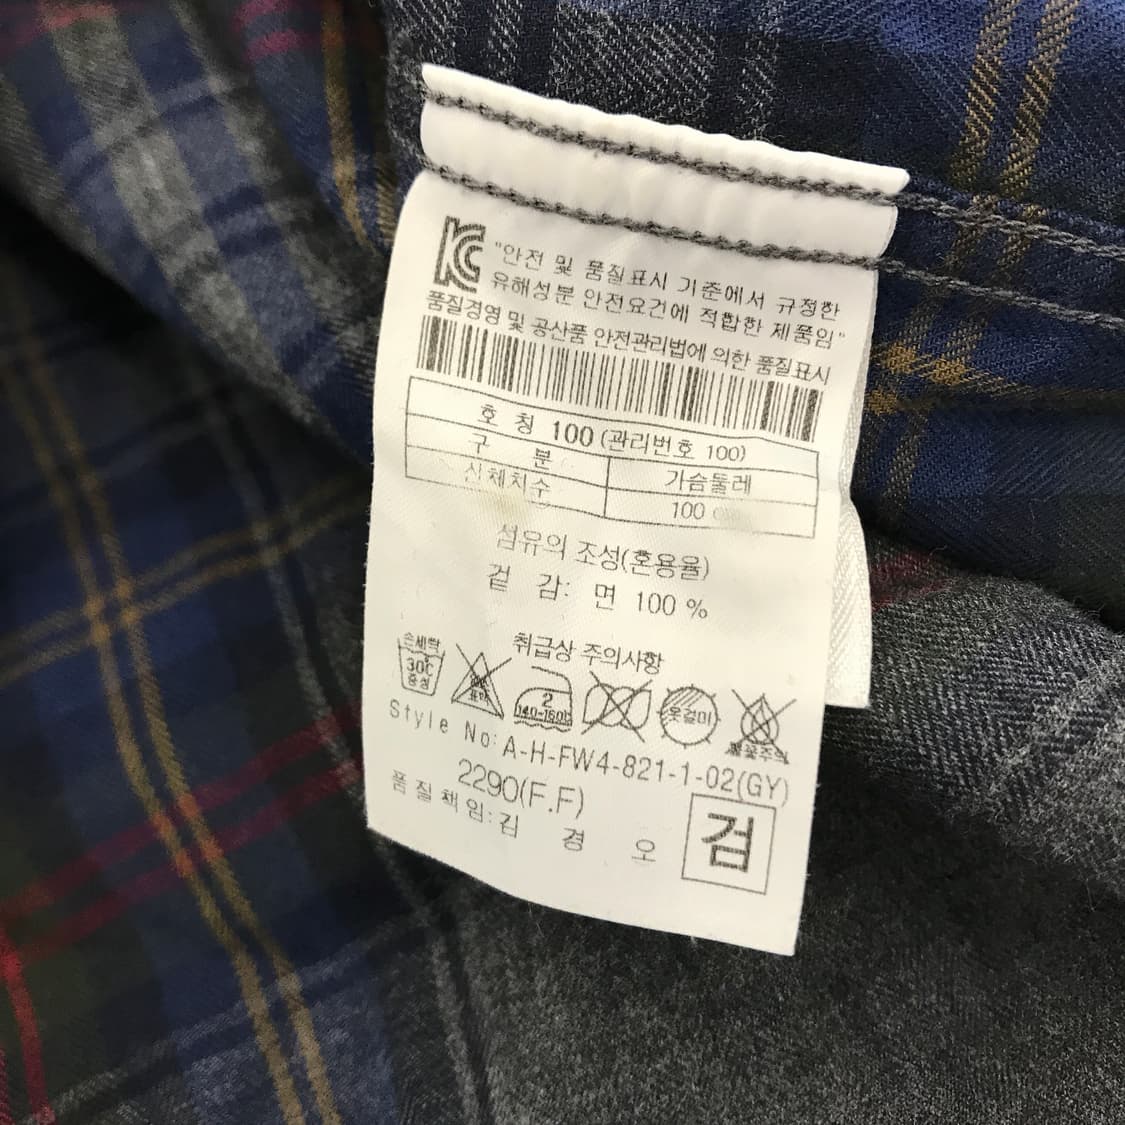 KC "안전 및 품질표시 기준에서 규정한
유해성분 안전요건에 적합한 제품임"
품질경영 및 공산품 안전관리법에 의한 품질표시
호 칭 100 (관리번호 100)
구 분 가슴둘레
신체치수 100
섬유의 조성(혼용율)
겉 감: 면 100 %
취급상 주의사항
손세탁
30℃
중성
표백
2
140-160℃
옷걸이
Style No: A-H-FW4-821-1-02(GY)
2290(F.F)
품질책임: 김 경 오
검